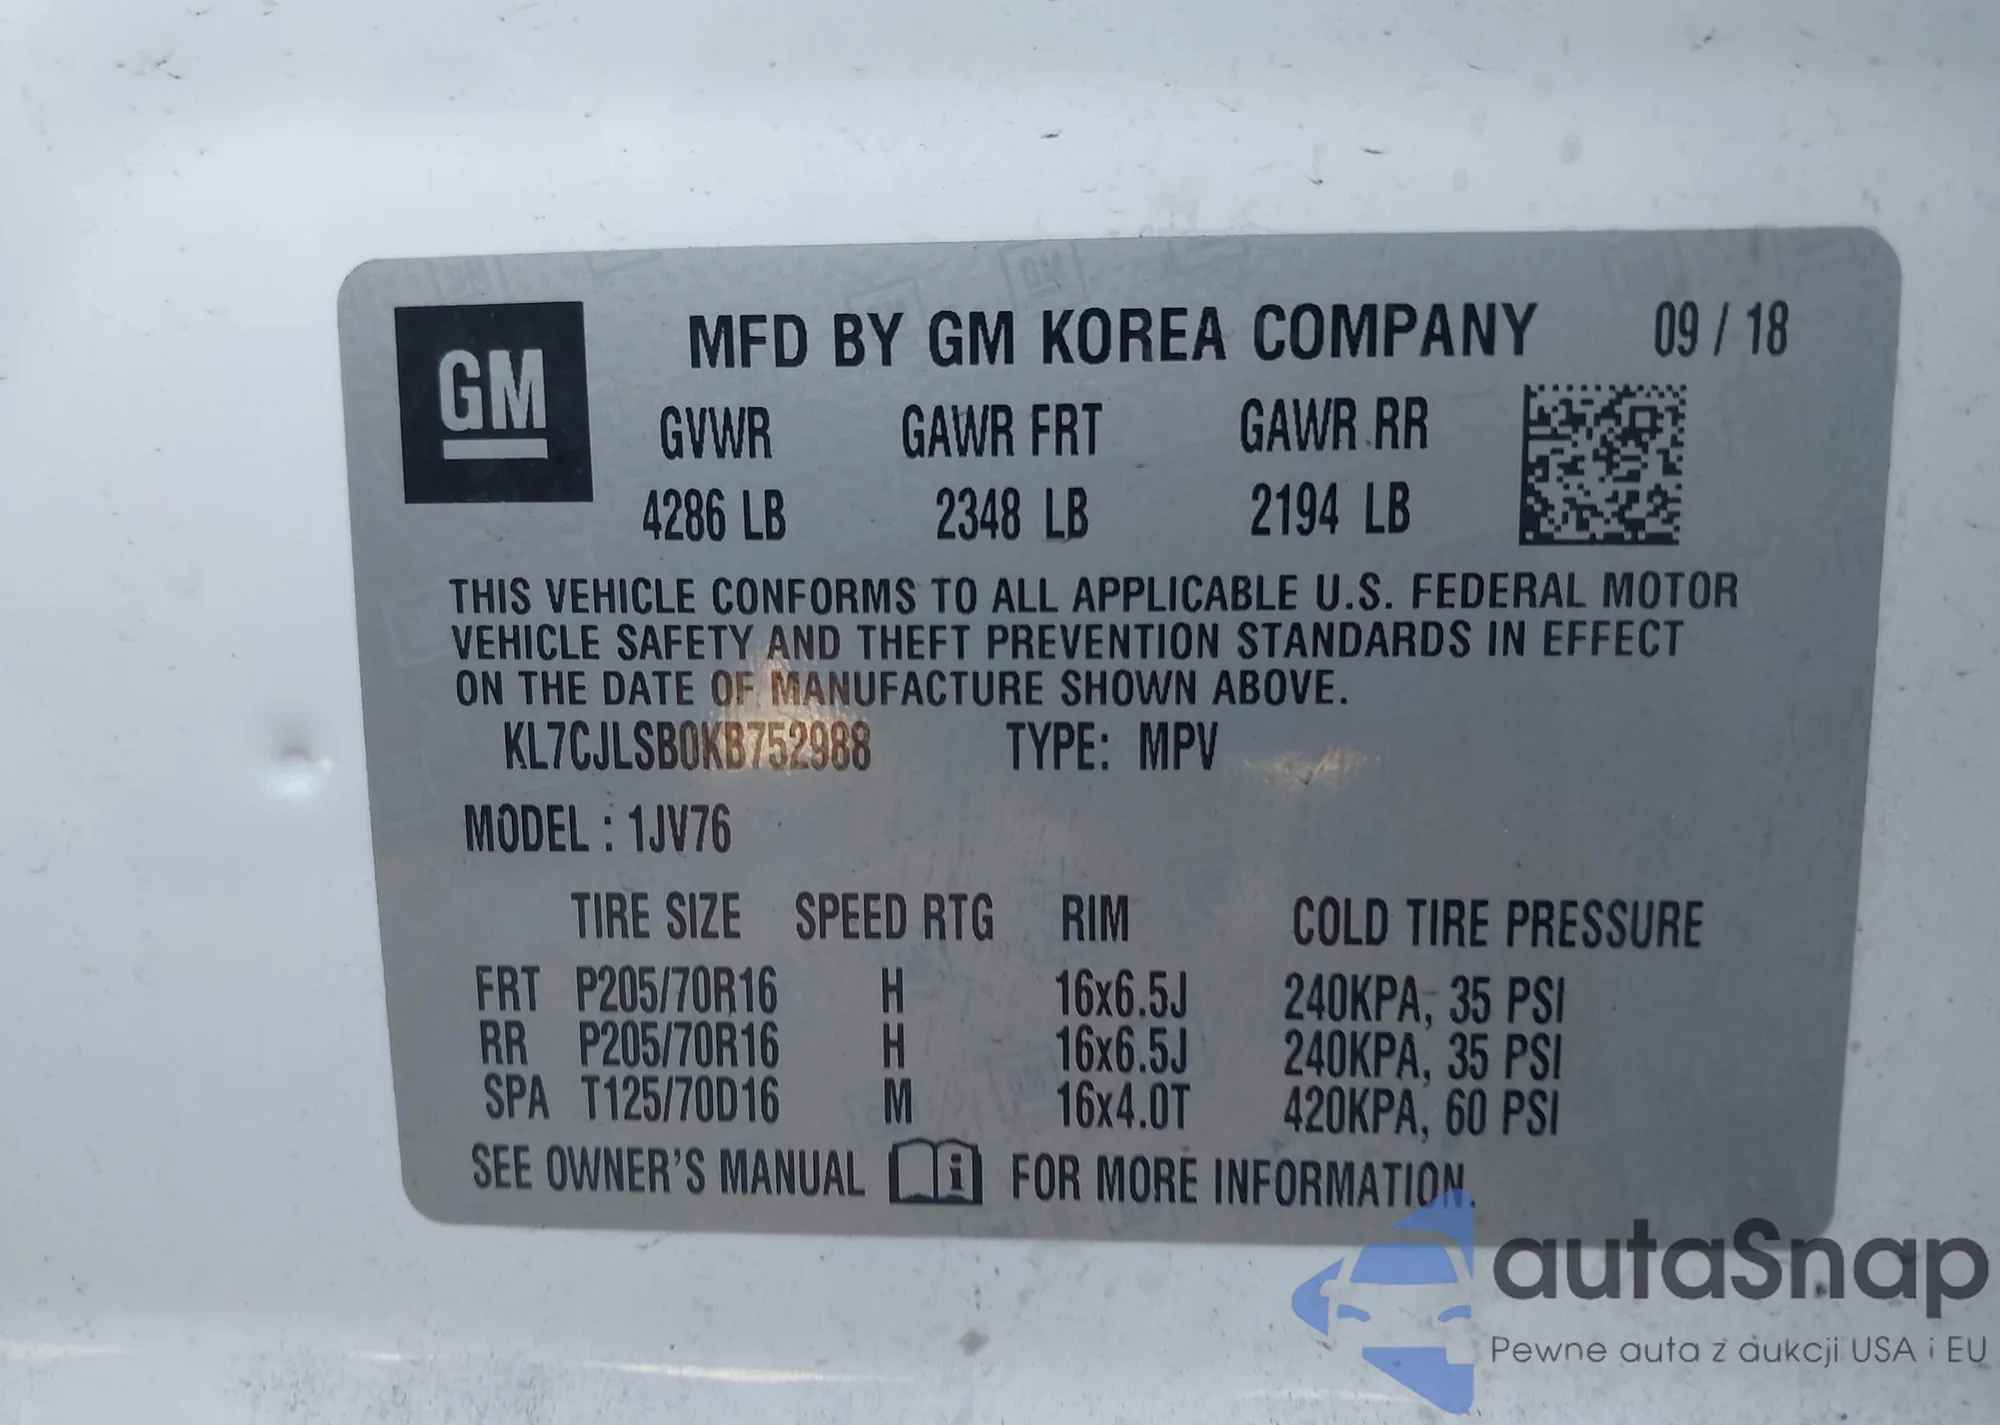 GM
MFD BY GM KOREA COMPANY 09 / 18
GVWR GAWR FRT GAWR RR
4286 LB 2348 LB 2194 LB
THIS VEHICLE CONFORMS TO ALL APPLICABLE U.S. FEDERAL MOTOR
VEHICLE SAFETY AND THEFT PREVENTION STANDARDS IN EFFECT
ON THE DATE OF MANUFACTURE SHOWN ABOVE.
KL7CJLSB0KB752988 TYPE: MPV
MODEL : 1JV76
TIRE SIZE SPEED RTG RIM COLD TIRE PRESSURE
FRT P205/70R16 H 16x6.5J 240KPA, 35 PSI
RR P205/70R16 H 16x6.5J 240KPA, 35 PSI
SPA T125/70D16 M 16x4.0T 420KPA, 60 PSI
SEE OWNER'S MANUAL i FOR MORE INFORMATION.
autaSnap
Pewne auta z aukcji USA i EU